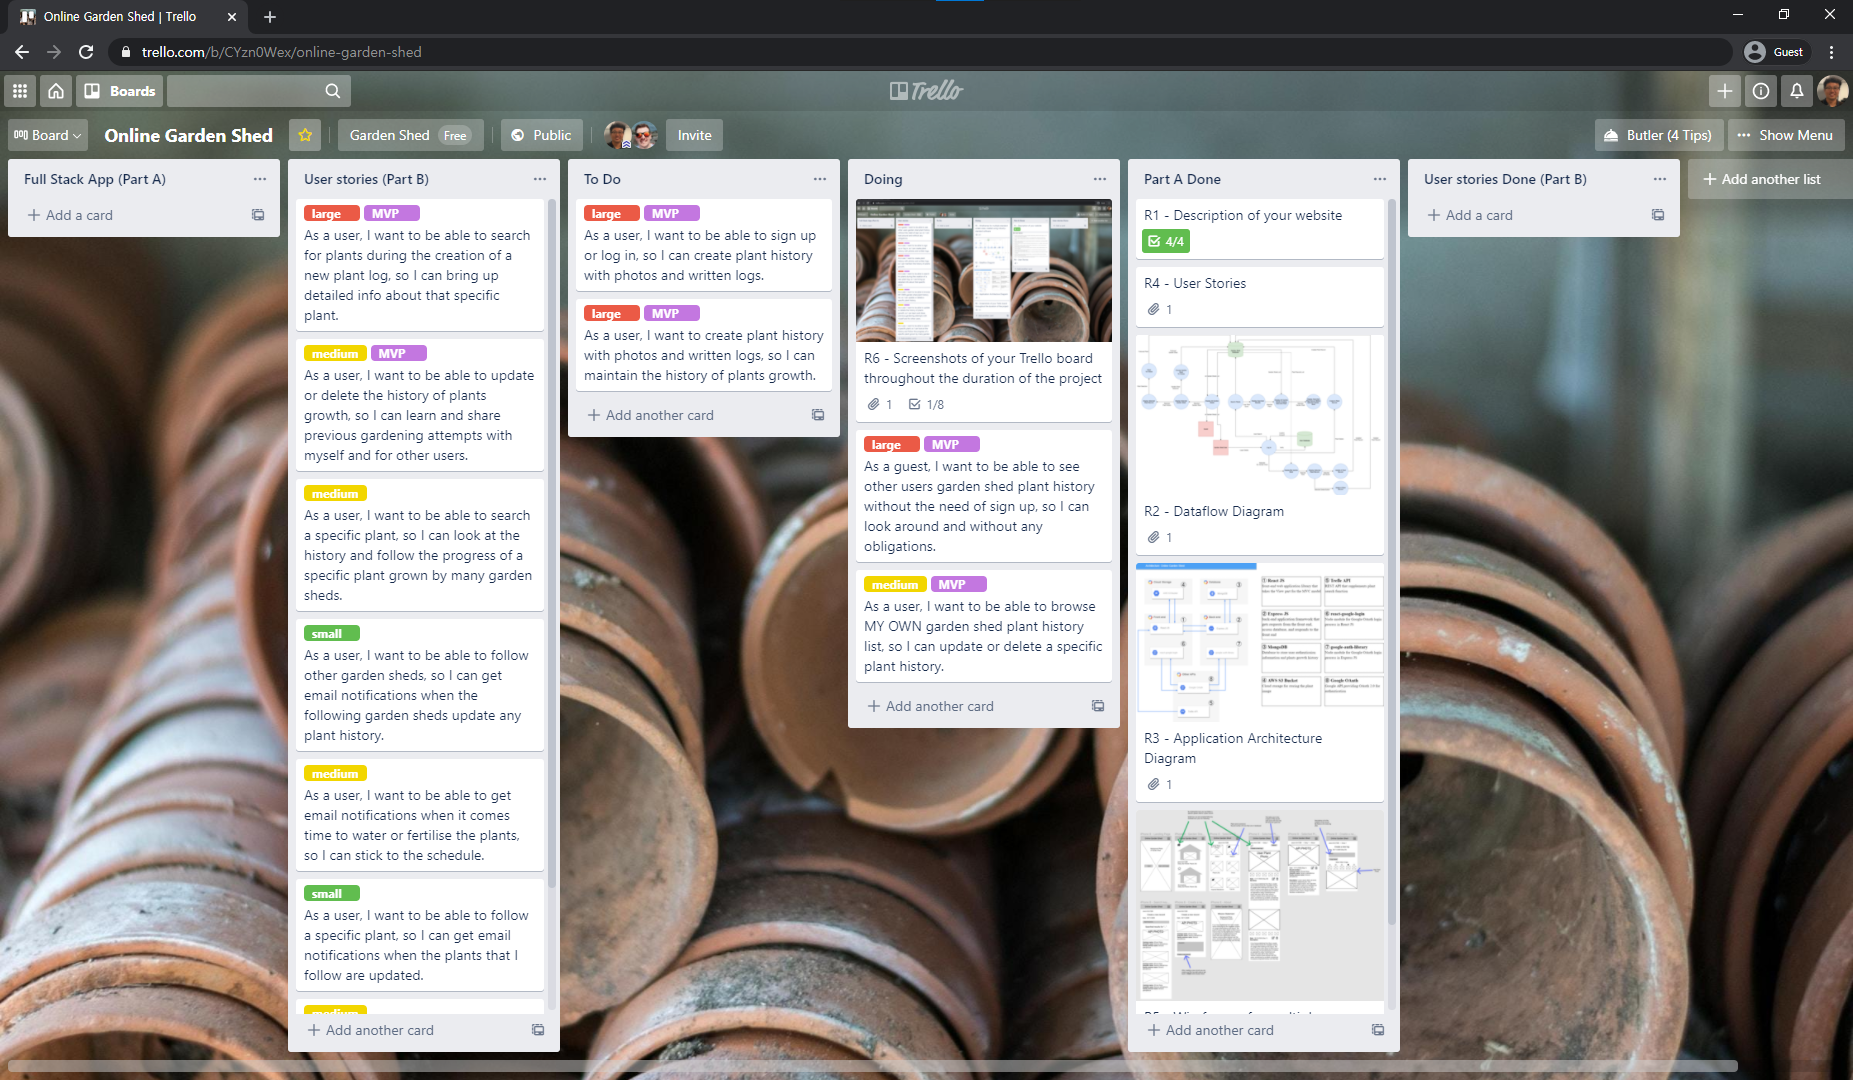 Online Garden Shed | Trello
trello.com/b/CYzn0Wex/online-garden-shed
Guest
Boards
Trello
Board
Online Garden Shed
Garden Shed Free
Public
Invite
Butler (4 Tips)
Show Menu
Full Stack App (Part A)
Add a card
User stories (Part B)
large MVP
As a user, I want to be able to search
for plants during the creation of a
new plant log, so I can bring up
detailed info about that specific
plant.
medium MVP
As a user, I want to be able to update
or delete the history of plants
growth, so I can learn and share
previous gardening attempts with
myself and for other users.
medium
As a user, I want to be able to search
a specific plant, so I can look at the
history and follow the progress of a
specific plant grown by many garden
sheds.
small
As a user, I want to be able to follow
other garden sheds, so I can get
email notifications when the
following garden sheds update any
plant history.
medium
As a user, I want to be able to get
email notifications when it comes
time to water or fertilise the plants,
so I can stick to the schedule.
small
As a user, I want to be able to follow
a specific plant, so I can get email
notifications when the plants that I
follow are updated.
medium
Add another card
To Do
large MVP
As a user, I want to be able to sign up
or log in, so I can create plant history
with photos and written logs.
large MVP
As a user, I want to create plant history
with photos and written logs, so I can
maintain the history of plants growth.
Add another card
Doing
R6 - Screenshots of your Trello board
throughout the duration of the project
1 1/8
large MVP
As a guest, I want to be able to see
other users garden shed plant history
without the need of sign up, so I can
look around and without any
obligations.
medium MVP
As a user, I want to be able to browse
MY OWN garden shed plant history
list, so I can update or delete a specific
plant history.
Add another card
Part A Done
R1 - Description of your website
4/4
R4 - User Stories
1
R2 - Dataflow Diagram
1
React JS
Express JS
MongoDB
AWS S3 Bucket
Trefle API
react-google-login
google-auth-library
Google OAuth
R3 - Application Architecture
Diagram
1
Add another card
User stories Done (Part B)
Add a card
Add another list